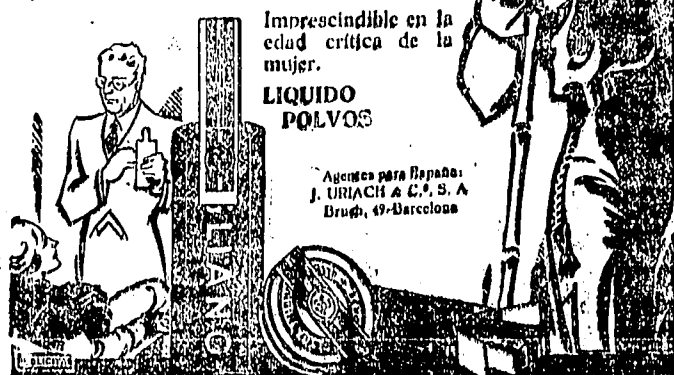 Imprescindible en la
edad crítica de la
mujer.
LIQUIDO
POLVOS
Agentes para España:
J. URIACH & C.ª, S. A
Bruch, 49-Barcelona